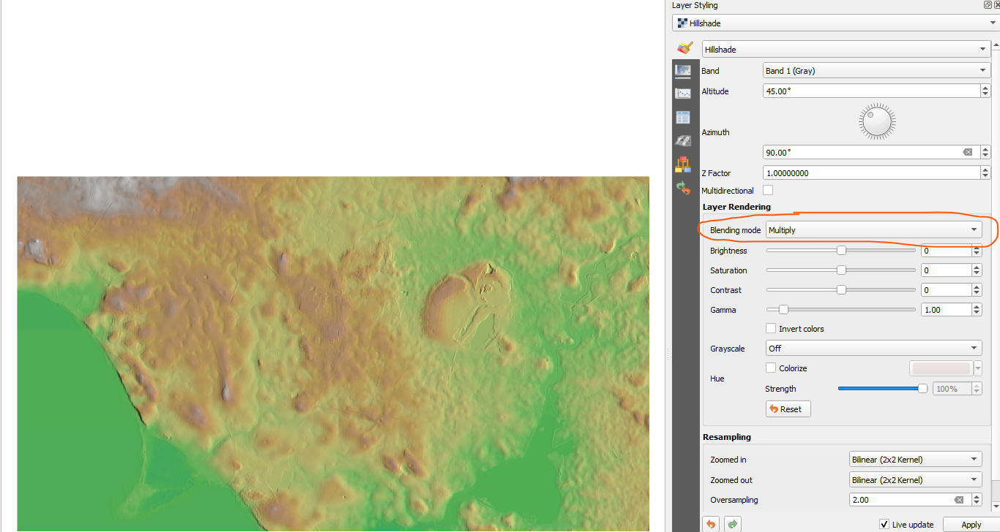 Layer Styling
Hillshade
Hillshade
Band Band 1 (Gray)
Altitude 45.00°
Azimuth
90.00°
Z Factor 1.00000000
Multidirectional
Layer Rendering
Blending mode Multiply
Brightness 0
Saturation 0
Contrast 0
Gamma 1.00
Invert colors
Grayscale Off
Colorize
Hue
Strength 100%
Reset
Resampling
Zoomed in Bilinear (2x2 Kernel)
Zoomed out Bilinear (2x2 Kernel)
Oversampling 2.00
Live update Apply